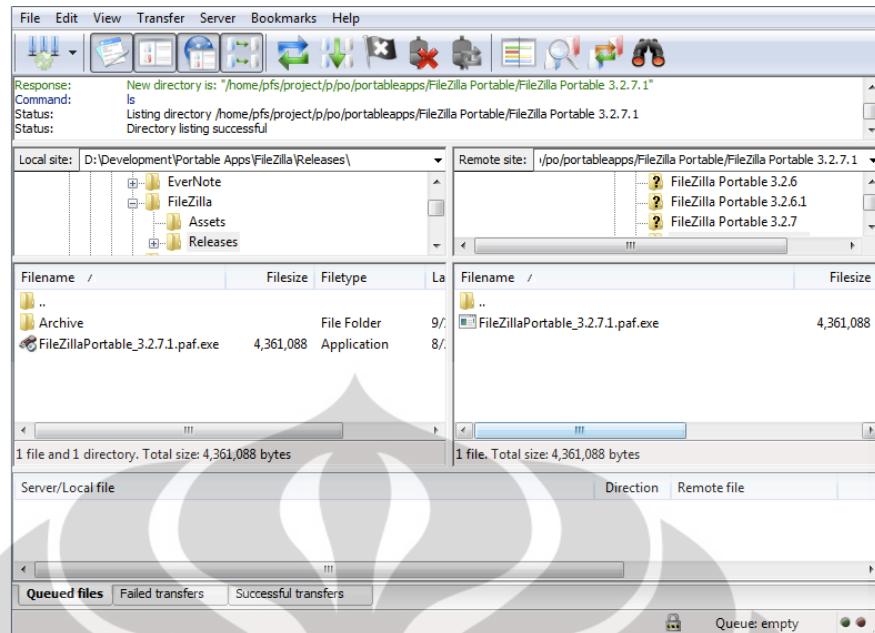 File Edit View Transfer Server Bookmarks Help
Response: New directory is: "/home/pfs/project/p/po/portableapps/FileZilla Portable/FileZilla Portable 3.2.7.1"
Command: ls
Status: Listing directory /home/pfs/project/p/po/portableapps/FileZilla Portable/FileZilla Portable 3.2.7.1
Status: Directory listing successful
Local site: D:\Development\Portable Apps\FileZilla\Releases\
EverNote
FileZilla
Assets
Releases
Remote site: /po/portableapps/FileZilla Portable/FileZilla Portable 3.2.7.1
FileZilla Portable 3.2.6
FileZilla Portable 3.2.6.1
FileZilla Portable 3.2.7
Filename / Filesize Filetype La
..
Archive File Folder 9/
FileZillaPortable_3.2.7.1.paf.exe 4,361,088 Application 8/
1 file and 1 directory. Total size: 4,361,088 bytes
Filename / Filesize
..
FileZillaPortable_3.2.7.1.paf.exe 4,361,088
1 file. Total size: 4,361,088 bytes
Server/Local file Direction Remote file
Queued files Failed transfers Successful transfers
Queue: empty